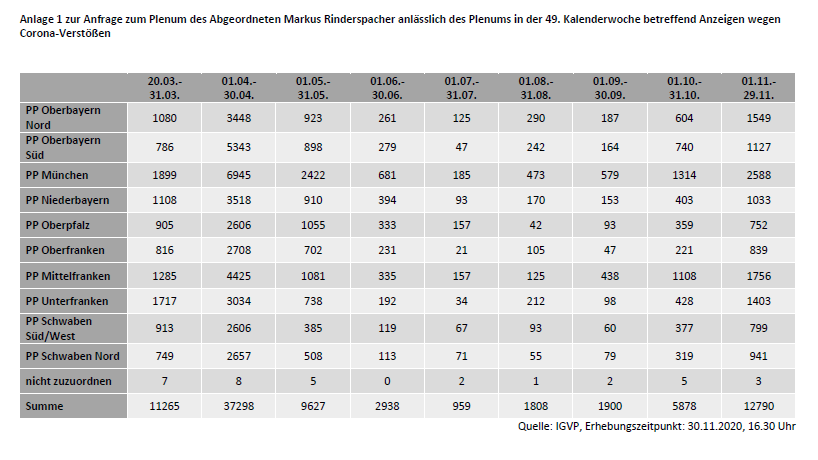 Anlage 1 zur Anfrage zum Plenum des Abgeordneten Markus Rinderspacher anlässlich des Plenums in der 49. Kalenderwoche betreffend Anzeigen wegen
Corona-Verstößen
20.03.- 01.04.- 01.05.- 01.06.- 01.07.- 01.08.- 01.09.- 01.10.- 01.11.-
31.03. 30.04. 31.05. 30.06. 31.07. 31.08. 30.09. 31.10. 29.11.
PP Oberbayern
Nord 1080 3448 923 261 125 290 187 604 1549
PP Oberbayern
Süd 786 5343 898 279 47 242 164 740 1127
PP München 1899 6945 2422 681 185 473 579 1314 2588
PP Niederbayern 1108 3518 910 394 93 170 153 403 1033
PP Oberpfalz 905 2606 1055 333 157 42 93 359 752
PP Oberfranken 816 2708 702 231 21 105 47 221 839
PP Mittelfranken 1285 4425 1081 335 157 125 438 1108 1756
PP Unterfranken 1717 3034 738 192 34 212 98 428 1403
PP Schwaben
Süd/West 913 2606 385 119 67 93 60 377 799
PP Schwaben Nord 749 2657 508 113 71 55 79 319 941
nicht zuzuordnen 7 8 5 0 2 1 2 5 3
Summe 11265 37298 9627 2938 959 1808 1900 5878 12790
Quelle: IGVP, Erhebungszeitpunkt: 30.11.2020, 16.30 Uhr